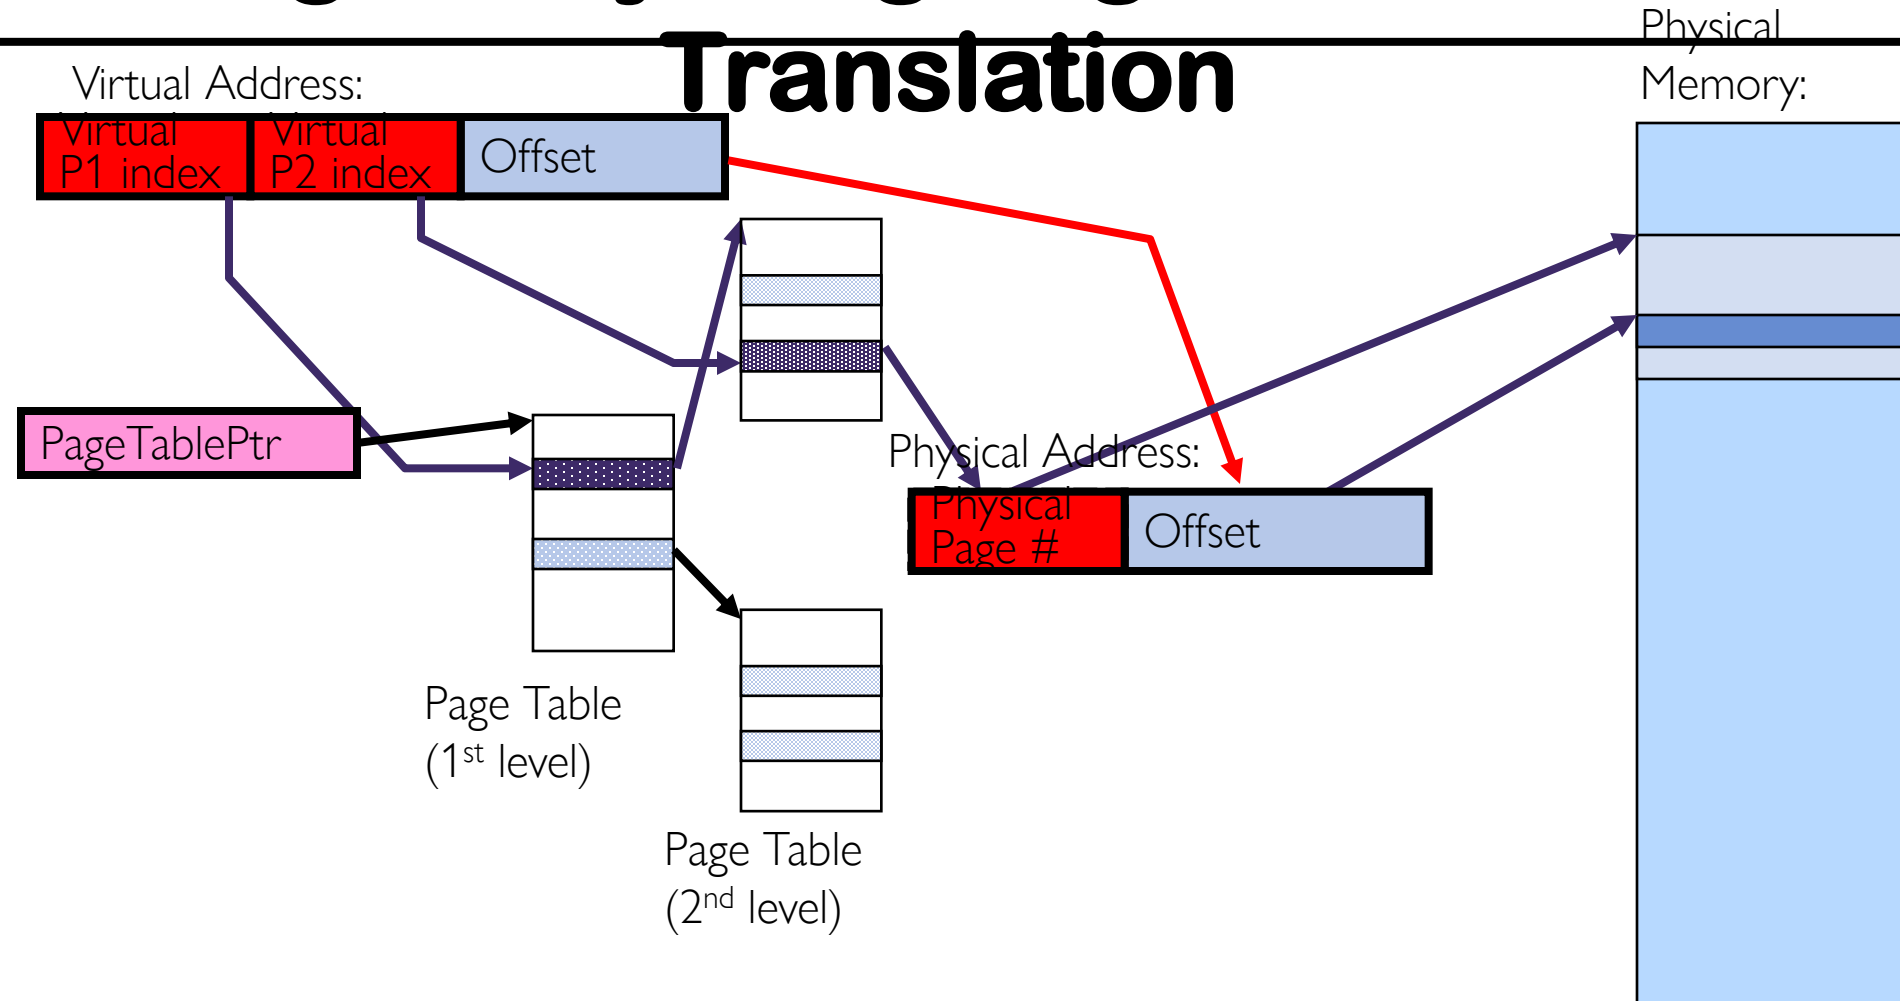 Translation
Physical
Memory:
Virtual Address:
Virtual
P1 index
Virtual
P2 index
Offset
PageTablePtr
Physical Address:
Physical
Page #
Offset
Page Table
(1st level)
Page Table
(2nd level)